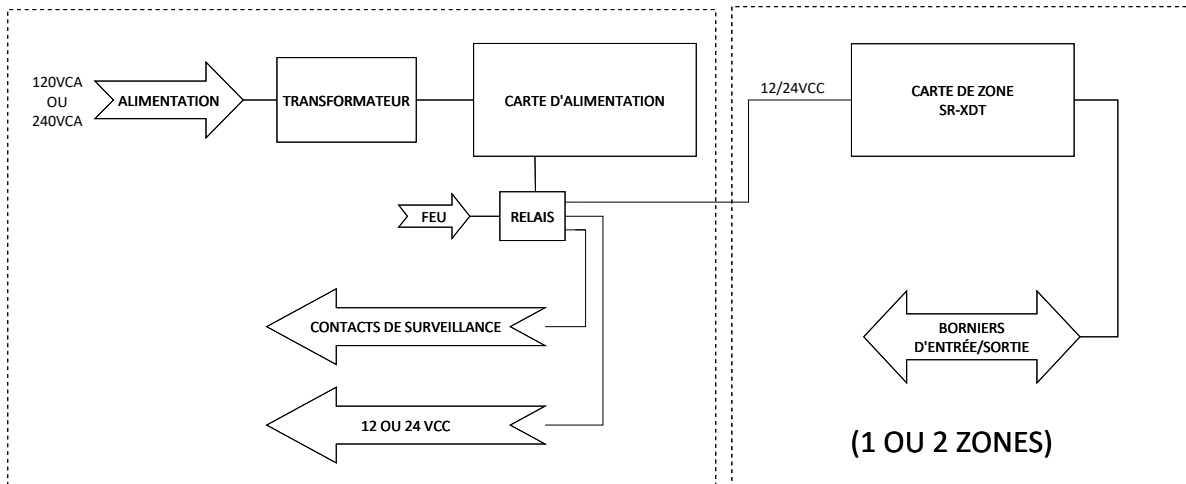 120VCA
OU
240VCA
ALIMENTATION
TRANSFORMATEUR
CARTE D'ALIMENTATION
12/24VCC
CARTE DE ZONE
SR-XDT
FEU
RELAIS
CONTACTS DE SURVEILLANCE
BORNIERS
D'ENTRÉE/SORTIE
12 OU 24 VCC
(1 OU 2 ZONES)